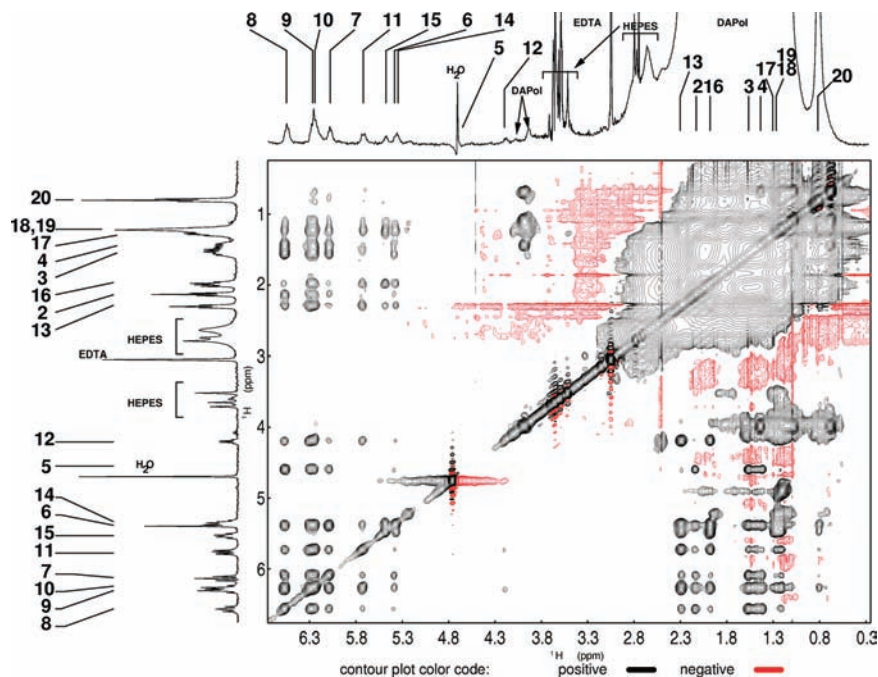 8 9 10 7 11 15 6 14
5 12
H2O
DAPol
EDTA
HEPES
DAPol
13
2 16
3 4
17
19
18
20
20
18,19
17
4
3
16
2
13
HEPES
EDTA
HEPES
12
5
H2O
14
6
15
11
7
10
9
8
1
2
3
4
5
6
1H (ppm)
6.3 5.8 5.3 4.8 4.3 3.8 3.3 2.8 2.3 1.8 1.3 0.8 0.3
1H (ppm)
contour plot color code: positive negative